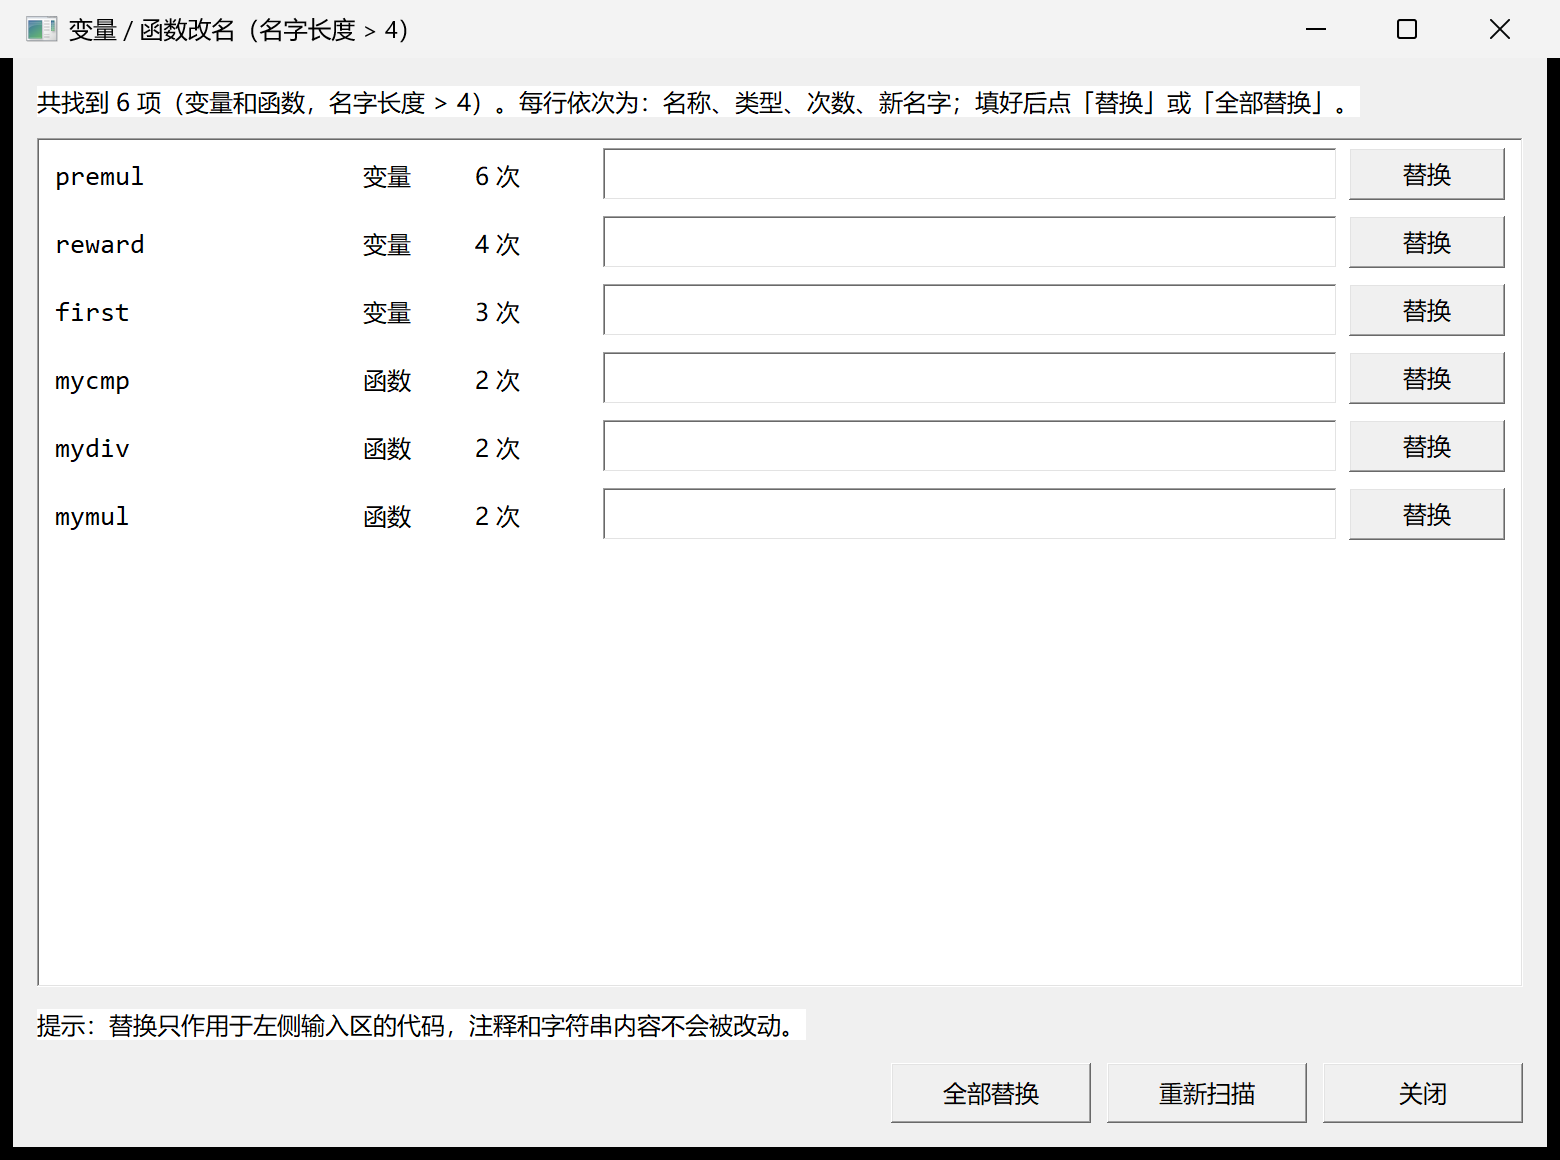 变量 / 函数改名（名字长度 > 4）
共找到 6 项（变量和函数，名字长度 > 4）。每行依次为：名称、类型、次数、新名字；填好后点「替换」或「全部替换」。
premul 变量 6 次 替换
reward 变量 4 次 替换
first 变量 3 次 替换
mycmp 函数 2 次 替换
mydiv 函数 2 次 替换
mymul 函数 2 次 替换
提示：替换只作用于左侧输入区的代码，注释和字符串内容不会被改动。
全部替换 重新扫描 关闭